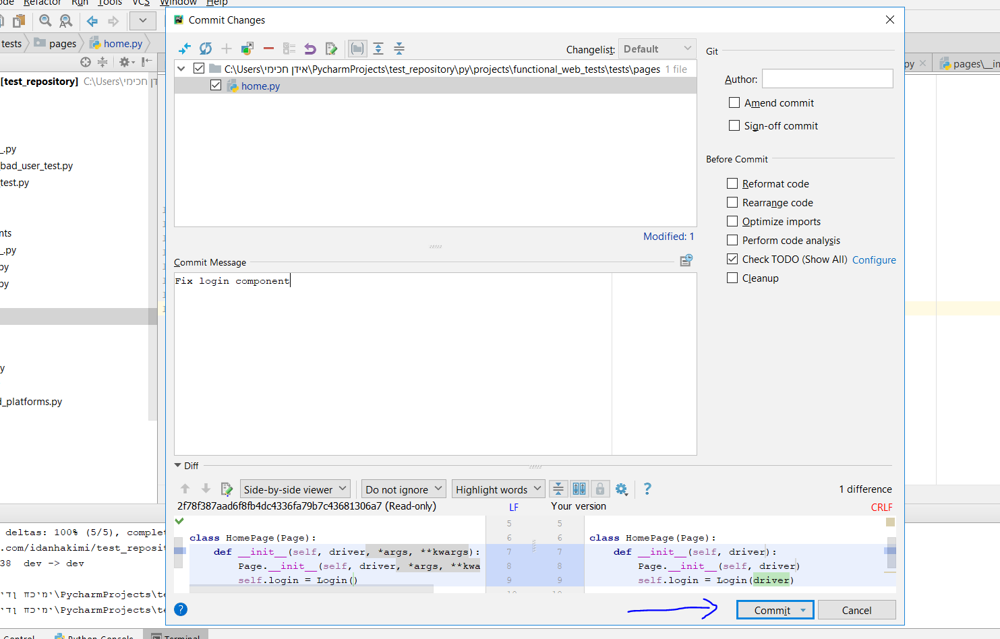 ode Refactor Run Tools VCS Window Help
Commit Changes
tests pages home.py
Changelist: Default
Git
[test_repository] C:\Users\אידן חכימי
C:\Users\אידן חכימי\PycharmProjects\test_repository\py\projects\functional_web_tests\tests\pages 1 file
home.py
py
pages\__in
Author:
Amend commit
Sign-off commit
_.py
bad_user_test.py
test.py
nts
_.py
py
py
y
d_platforms.py
Before Commit
Reformat code
Rearrange code
Optimize imports
Perform code analysis
Check TODO (Show All) Configure
Cleanup
Modified: 1
Commit Message
Fix login component
Diff
Side-by-side viewer Do not ignore Highlight words ? 1 difference
2f78f387aad6f8fb4dc4336fa79b7c43681306a7 (Read-only) LF Your version CRLF
5 5
class HomePage(Page): 6 6 class HomePage(Page):
def __init__(self, driver, *args, **kwargs): 7 7 def __init__(self, driver):
Page.__init__(self, driver, *args, **kwa 8 8 Page.__init__(self, driver)
self.login = Login() 9 9 self.login = Login(driver)
deltas: 100% (5/5), complet
.com/idanhakimi/test_reposit
38 dev -> dev
ידן חכימי\PycharmProjects\te
ידן חכימי\PycharmProjects\te
? Commit Cancel
Control Python Console Terminal